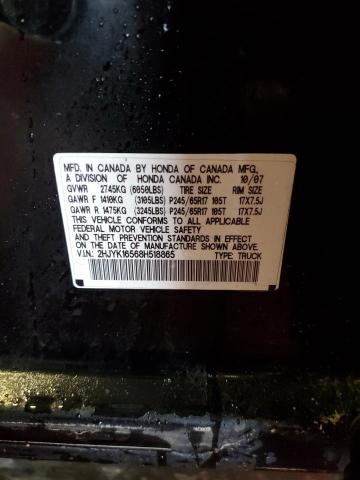 MFD. IN CANADA BY HONDA OF CANADA MFG.,
A DIVISION OF HONDA CANADA INC. 10/07
GVWR 2745KG (6050LBS) TIRE SIZE RIM SIZE
GAWR F 1410KG (3105LBS) P245/65R17 105T 17X7.5J
GAWR R 1475KG (3245LBS) P245/65R17 105T 17X7.5J
THIS VEHICLE CONFORMS TO ALL APPLICABLE
FEDERAL MOTOR VEHICLE SAFETY
AND THEFT PREVENTION STANDARDS IN EFFECT
ON THE DATE OF MANUFACTURE SHOWN ABOVE.
V.I.N.: 2HJYK16568H518865 TYPE: TRUCK